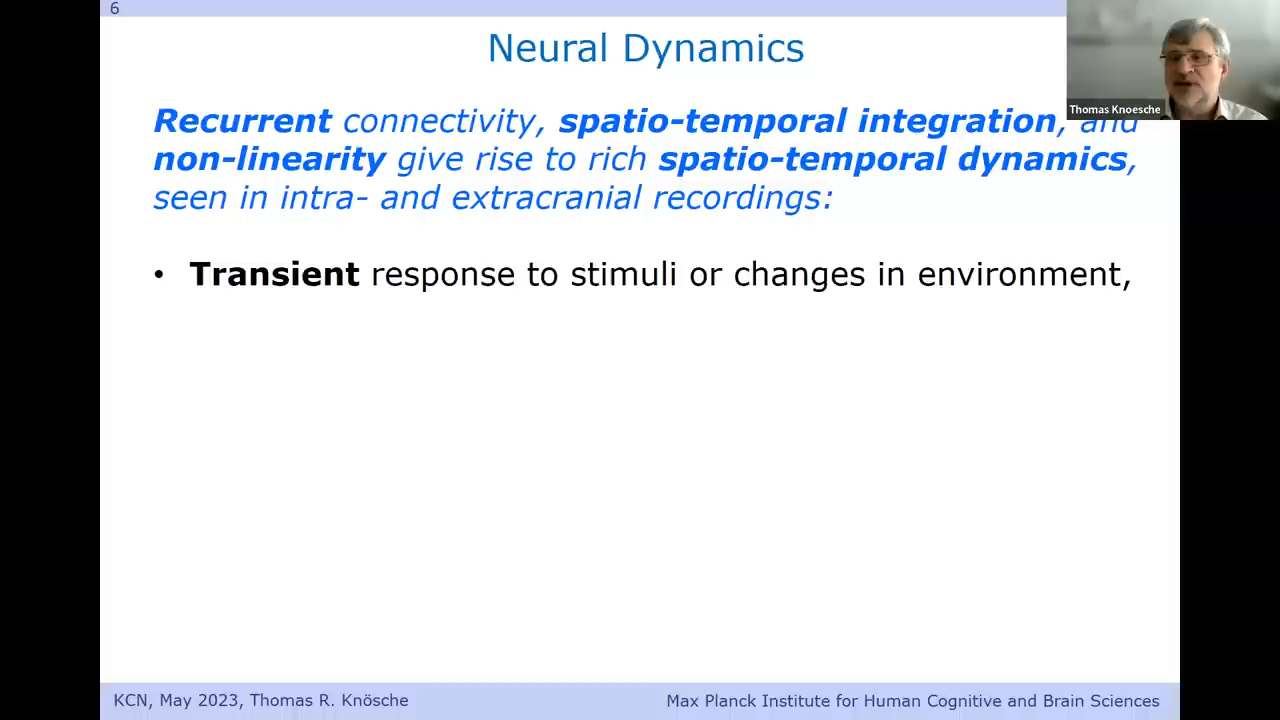 6
Neural Dynamics
Thomas Knoesche
Recurrent connectivity, spatio-temporal integration, and
non-linearity give rise to rich spatio-temporal dynamics,
seen in intra- and extracranial recordings:
• Transient response to stimuli or changes in environment,
KCN, May 2023, Thomas R. Knösche
Max Planck Institute for Human Cognitive and Brain Sciences